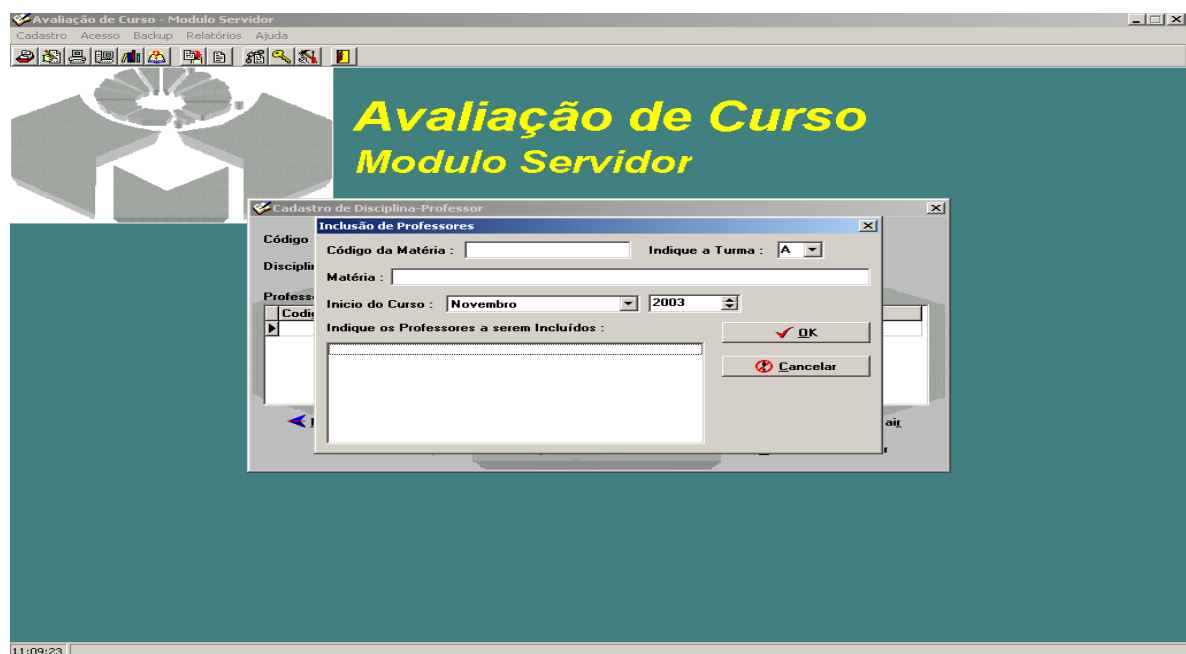 Avaliação de Curso - Modulo Servidor
Cadastro Acesso Backup Relatórios Ajuda
Avaliação de Curso
Modulo Servidor
Cadastro de Disciplina-Professor
Inclusão de Professores
Código
Código da Matéria :
Indique a Turma : A
Matéria :
Inicio do Curso : Novembro 2003
Indique os Professores a serem Incluídos :
OK
Cancelar
11:09:23